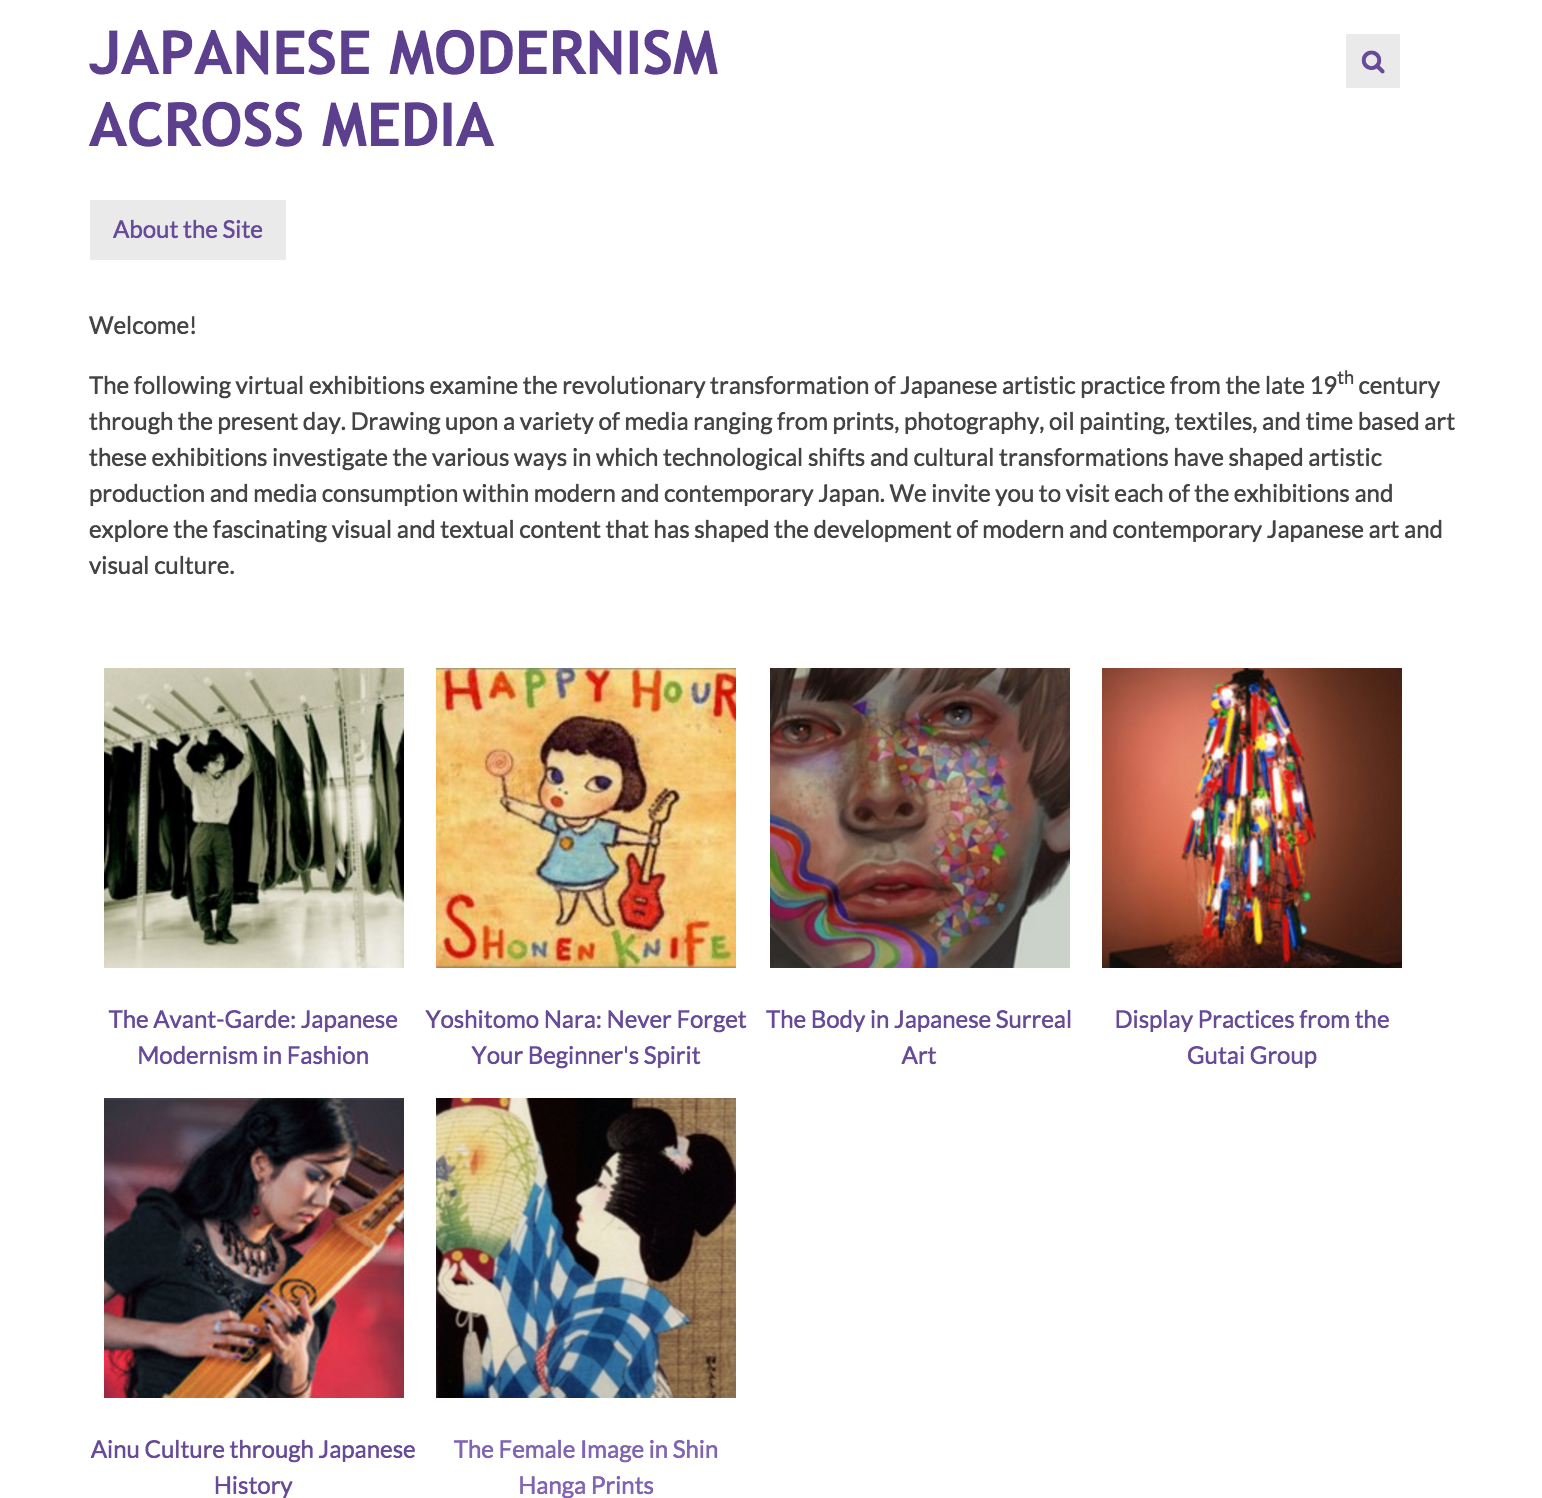 JAPANESE MODERNISM
ACROSS MEDIA
About the Site
Welcome!
The following virtual exhibitions examine the revolutionary transformation of Japanese artistic practice from the late 19th century
through the present day. Drawing upon a variety of media ranging from prints, photography, oil painting, textiles, and time based art
these exhibitions investigate the various ways in which technological shifts and cultural transformations have shaped artistic
production and media consumption within modern and contemporary Japan. We invite you to visit each of the exhibitions and
explore the fascinating visual and textual content that has shaped the development of modern and contemporary Japanese art and
visual culture.
HAPPY HOUR
SHONEN KNIFE
The Avant-Garde: Japanese
Modernism in Fashion
Yoshitomo Nara: Never Forget
Your Beginner's Spirit
The Body in Japanese Surreal
Art
Display Practices from the
Gutai Group
Ainu Culture through Japanese
History
The Female Image in Shin
Hanga Prints